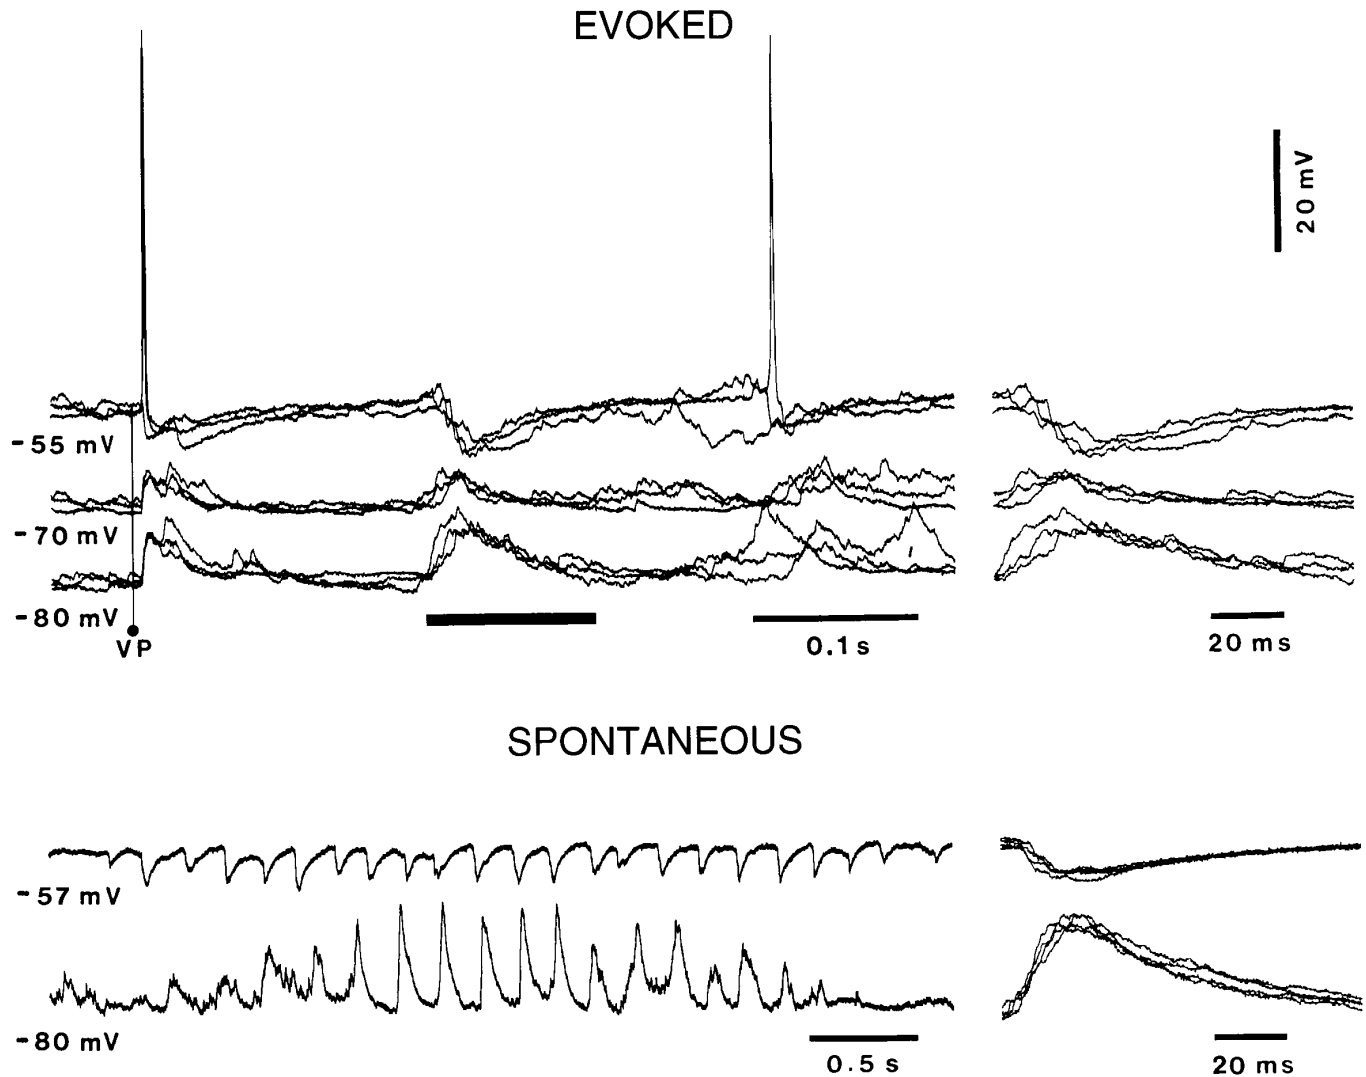 EVOKED
20 mV
-55 mV
-70 mV
-80 mV
VP
0.1 s
20 ms
SPONTANEOUS
-57 mV
-80 mV
0.5 s
20 ms